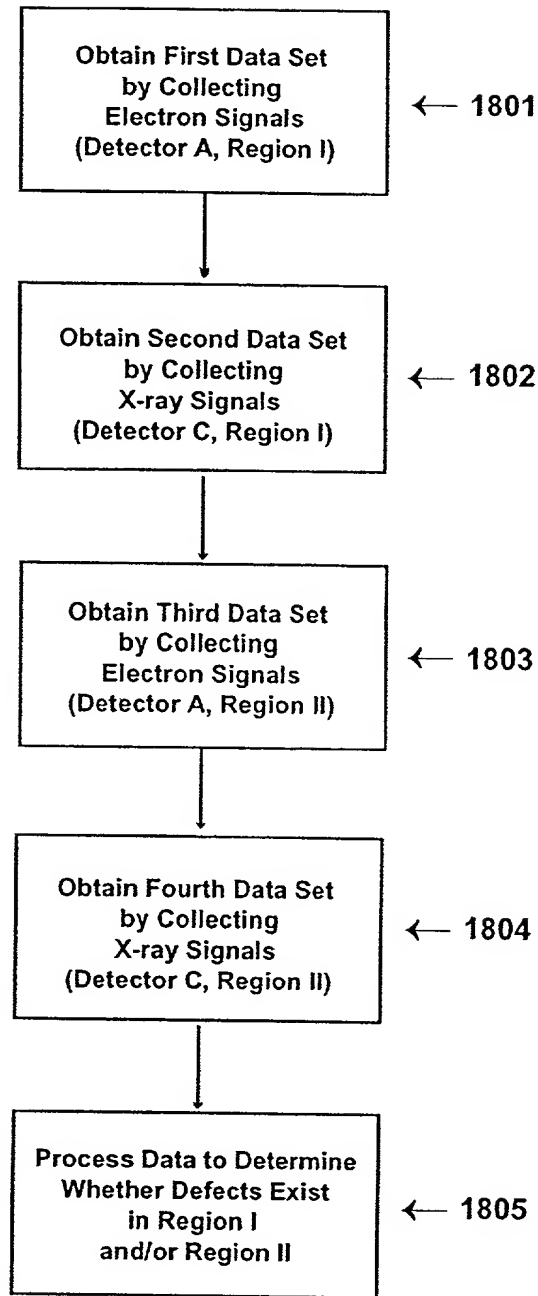 Obtain First Data Set
by Collecting
Electron Signals
(Detector A, Region I)
← 1801
Obtain Second Data Set
by Collecting
X-ray Signals
(Detector C, Region I)
← 1802
Obtain Third Data Set
by Collecting
Electron Signals
(Detector A, Region II)
← 1803
Obtain Fourth Data Set
by Collecting
X-ray Signals
(Detector C, Region II)
← 1804
Process Data to Determine
Whether Defects Exist
in Region I
and/or Region II
← 1805